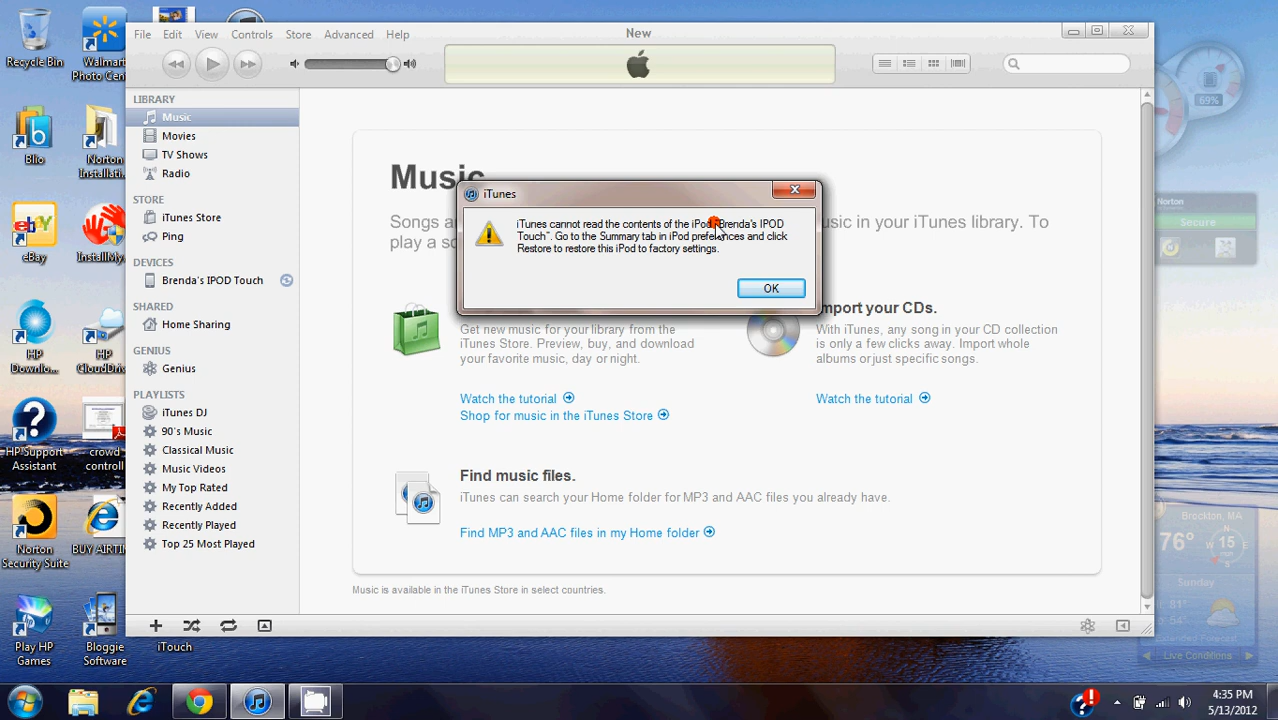 Recycle Bin
Walmart
Photo Cent
Blio
Norton
Installati
eBay
InstallMy
HP
Downlo...
HP
CloudDriv
HP Support
Assistant
crowd
controll
Norton
Security Suite
BUY AIRTIM
Play HP
Games
Bloggie
Software
iTouch
File Edit View Controls Store Advanced Help
New
LIBRARY
Music
Movies
TV Shows
Radio
STORE
iTunes Store
Ping
DEVICES
Brenda's IPOD Touch
SHARED
Home Sharing
GENIUS
Genius
PLAYLISTS
iTunes DJ
90's Music
Classical Music
Music Videos
My Top Rated
Recently Added
Recently Played
Top 25 Most Played
Music
Songs a
usic in your iTunes library. To
play a s
iTunes
iTunes cannot read the contents of the iPod "Brenda's IPOD
Touch". Go to the Summary tab in iPod preferences and click
Restore to restore this iPod to factory settings.
OK
Get new music for your library from the
iTunes Store. Preview, buy, and download
your favorite music, day or night.
Watch the tutorial
Shop for music in the iTunes Store
mport your CDs.
With iTunes, any song in your CD collection
is only a few clicks away. Import whole
albums or just specific songs.
Watch the tutorial
Find music files.
iTunes can search your Home folder for MP3 and AAC files you already have.
Find MP3 and AAC files in my Home folder
Music is available in the iTunes Store in select countries.
69%
Norton
Secure
Brockton, MA
76°
W 15
MPH
Sunday
81°
54°
Extended Forecast
Live Conditions
4:35 PM
5/13/2012